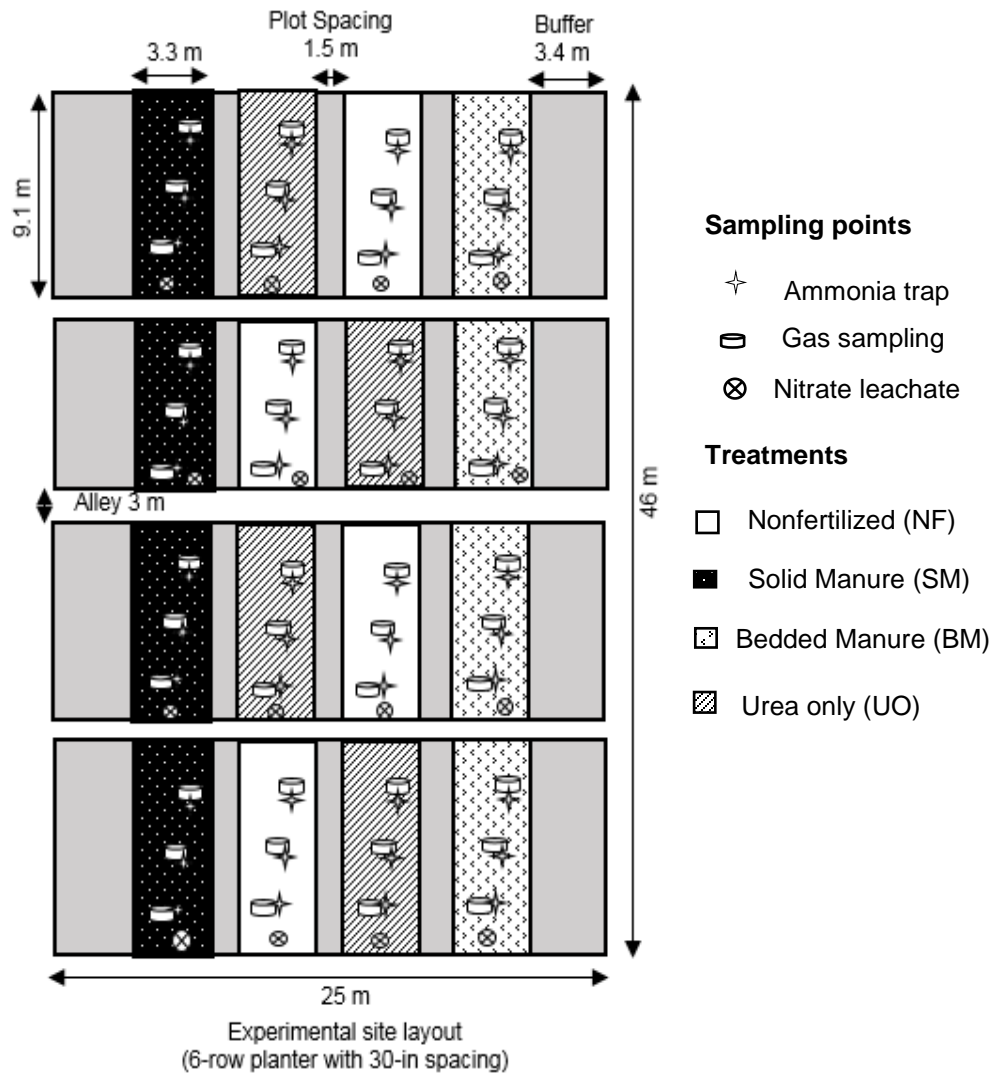 Plot Spacing
1.5 m
Buffer
3.4 m
3.3 m
9.1 m
46 m
Alley 3 m
25 m
Experimental site layout
(6-row planter with 30-in spacing)
Sampling points
Ammonia trap
Gas sampling
Nitrate leachate
Treatments
Nonfertilized (NF)
Solid Manure (SM)
Bedded Manure (BM)
Urea only (UO)